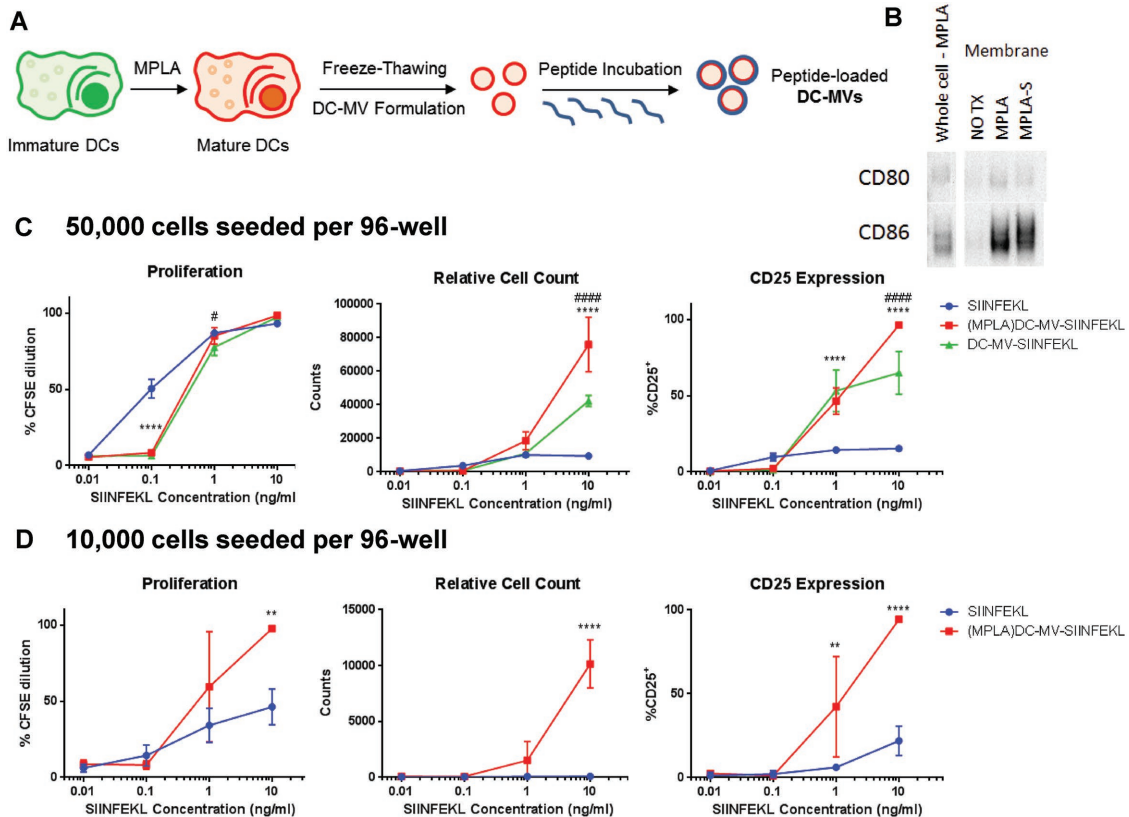 A
MPLA
Freeze-Thawing
DC-MV Formulation
Peptide Incubation
Peptide-loaded
DC-MVs
Immature DCs
Mature DCs
B
Whole cell - MPLA
Membrane
NO TX
MPLA
MPLA-S
CD80
CD86
C 50,000 cells seeded per 96-well
Proliferation
% CFSE dilution
100
50
0
0.01 0.1 1 10
SIINFEKL Concentration (ng/ml)
****
#
Relative Cell Count
Counts
100000
80000
60000
40000
20000
0
0.01 0.1 1 10
SIINFEKL Concentration (ng/ml)
####
****
CD25 Expression
%CD25+
100
50
0
0.01 0.1 1 10
SIINFEKL Concentration (ng/ml)
****
####
****
SIINFEKL
(MPLA)DC-MV-SIINFEKL
DC-MV-SIINFEKL
D 10,000 cells seeded per 96-well
Proliferation
% CFSE dilution
100
50
0
0.01 0.1 1 10
SIINFEKL Concentration (ng/ml)
**
Relative Cell Count
Counts
15000
10000
5000
0
0.01 0.1 1 10
SIINFEKL Concentration (ng/ml)
****
CD25 Expression
%CD25+
100
50
0
0.01 0.1 1 10
SIINFEKL Concentration (ng/ml)
**
****
SIINFEKL
(MPLA)DC-MV-SIINFEKL